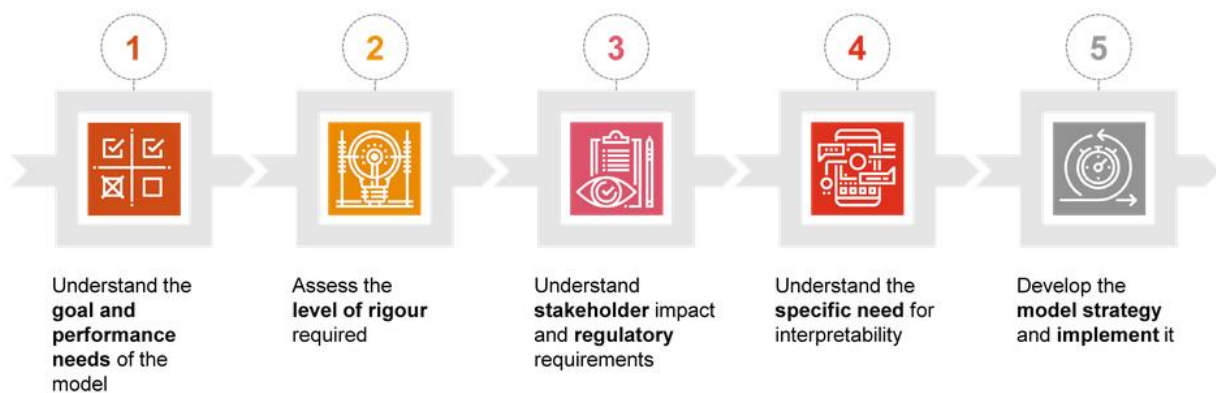 1
2
3
4
5
Understand the
goal and
performance
needs of the
model
Assess the
level of rigour
required
Understand
stakeholder impact
and regulatory
requirements
Understand the
specific need for
interpretability
Develop the
model strategy
and implement it